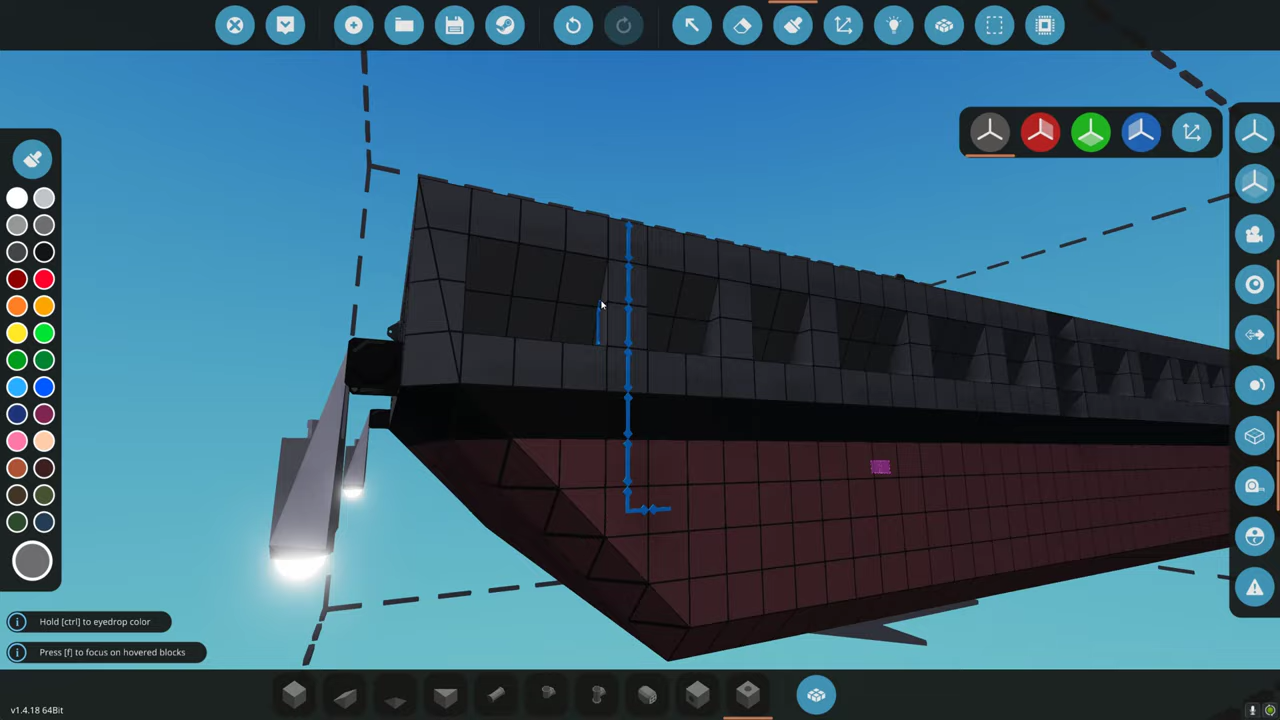 Hold [ctrl] to eyedrop color
Press [f] to focus on hovered blocks
v1.4.18 64Bit